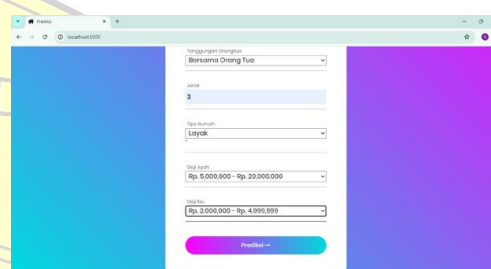 Prediksi
localhost:5000
Tanggungan Orangtua
Bersama Orang Tua
Jarak
3
Tipe Rumah
Layak
Gaji Ayah
Rp. 5.000,000 - Rp. 20,000,000
Gaji Ibu
Rp. 2,000,000 - Rp. 4,999,999
Prediksi →